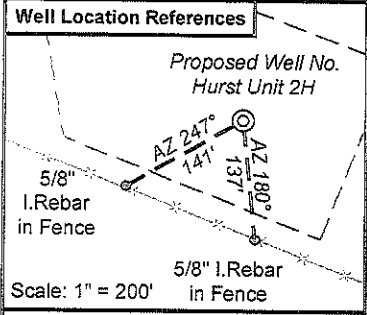 Well Location References
Proposed Well No.
Hurst Unit 2H
AZ 247°
141'
AZ 180°
137'
5/8"
I.Rebar
in Fence
5/8" I.Rebar
in Fence
Scale: 1" = 200'